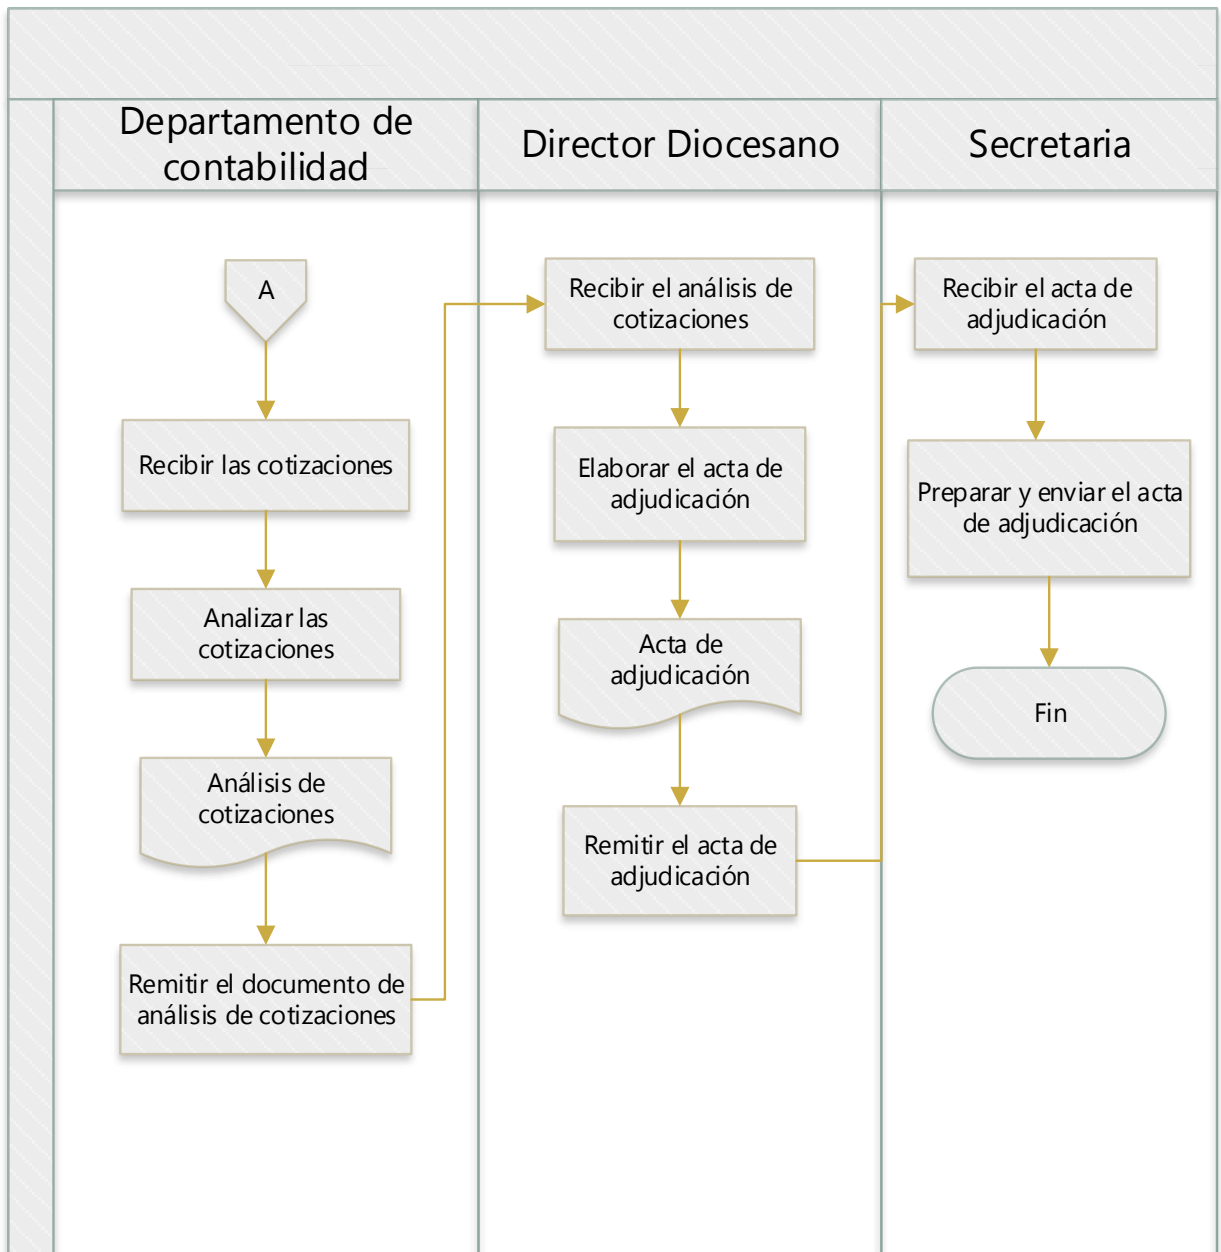 Departamento de
contabilidad
Director Diocesano
Secretaria
A
Recibir las cotizaciones
Analizar las
cotizaciones
Análisis de
cotizaciones
Remitir el documento de
análisis de cotizaciones
Recibir el análisis de
cotizaciones
Elaborar el acta de
adjudicación
Acta de
adjudicación
Remitir el acta de
adjudicación
Recibir el acta de
adjudicación
Preparar y enviar el acta
de adjudicación
Fin